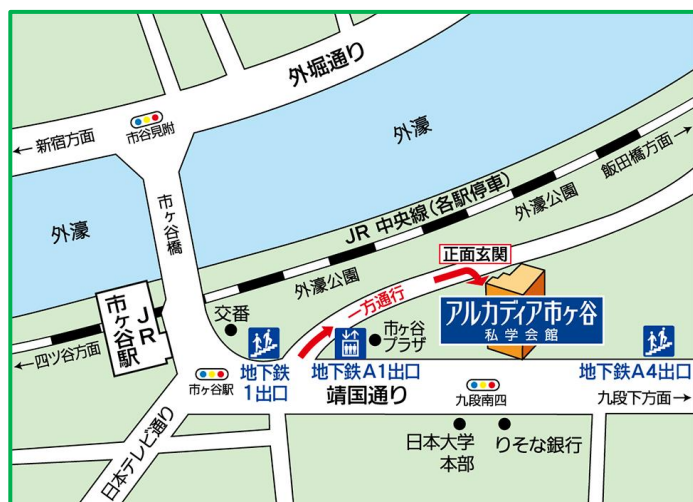 外堀通り
市谷見附
← 新宿方面
外濠
飯田橋方面→
市ヶ谷橋
JR 中央線(各駅停車)
外濠公園
外濠
外濠公園
正面玄関
一方通行
アルカディア市ヶ谷
私学会館
JR
市ヶ谷駅
交番
市ヶ谷
プラザ
←四ツ谷方面
地下鉄
1出口
地下鉄A1出口
地下鉄A4出口
市ヶ谷駅
靖国通り
九段南四
九段下方面→
日本テレビ通り
日本大学
本部
りそな銀行